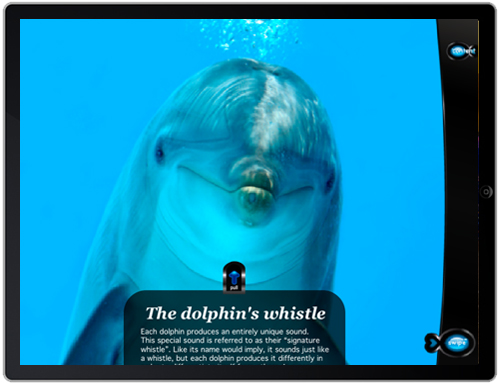 content
pull
The dolphin's whistle
Each dolphin produces an entirely unique sound.
This special sound is referred to as their "signature
whistle". Like its name would imply, it sounds just like
a whistle, but each dolphin produces it differently in
swipe